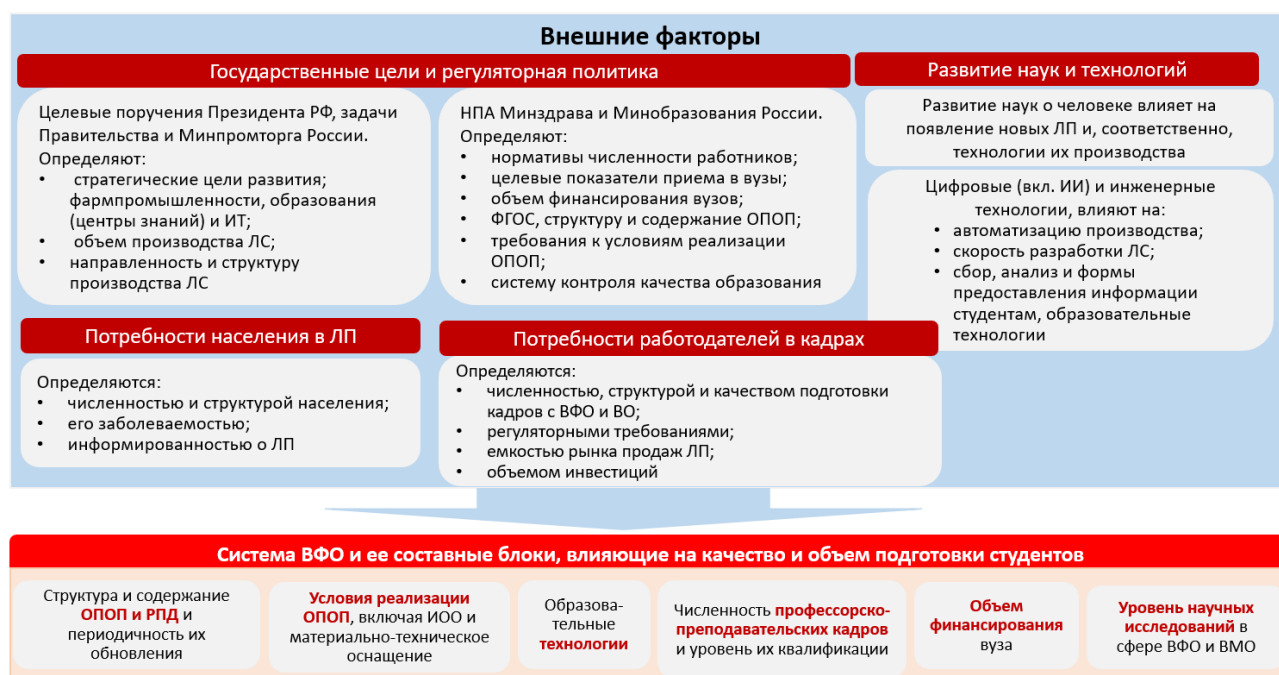 Внешние факторы
Государственные цели и регуляторная политика
Целевые поручения Президента РФ, задачи
Правительства и Минпромторга России.
Определяют:
• стратегические цели развития;
фармпромышленности, образования
(центры знаний) и ИТ;
• объем производства ЛС;
• направленность и структуру
производства ЛС
НПА Минздрава и Минобразования России.
Определяют:
• нормативы численности работников;
• целевые показатели приема в вузы;
• объем финансирования вузов;
• ФГОС, структуру и содержание ОПОП;
• требования к условиям реализации
ОПОП;
• систему контроля качества образования
Развитие наук и технологий
Развитие наук о человеке влияет на
появление новых ЛП и, соответственно,
технологии их производства
Цифровые (вкл. ИИ) и инженерные
технологии, влияют на:
• автоматизацию производства;
• скорость разработки ЛС;
• сбор, анализ и формы
предоставления информации
студентам, образовательные
технологии
Потребности населения в ЛП
Определяются:
• численностью и структурой населения;
• его заболеваемостью;
• информированностью о ЛП
Потребности работодателей в кадрах
Определяются:
• численностью, структурой и качеством подготовки
кадров с ВФО и ВО;
• регуляторными требованиями;
• емкостью рынка продаж ЛП;
• объемом инвестиций
Система ВФО и ее составные блоки, влияющие на качество и объем подготовки студентов
Структура и содержание
ОПОП и РПД и
периодичность их
обновления
Условия реализации
ОПОП, включая ИОО и
материально-техническое
оснащение
Образова-
тельные
технологии
Численность профессорско-
преподавательских кадров
и уровень их квалификации
Объем
финансирования
вуза
Уровень научных
исследований в
сфере ВФО и ВМО